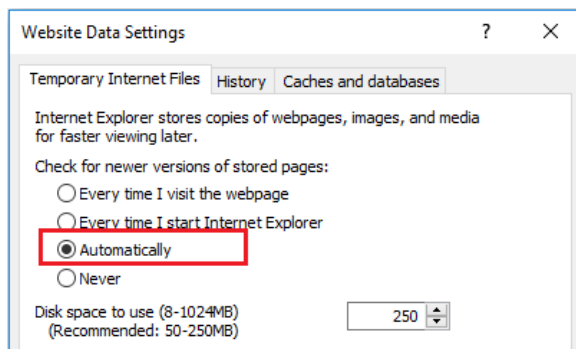 Website Data Settings ?
Temporary Internet Files History Caches and databases
Internet Explorer stores copies of webpages, images, and media
for faster viewing later.
Check for newer versions of stored pages:
Every time I visit the webpage
Every time I start Internet Explorer
Automatically
Never
Disk space to use (8-1024MB) 250
(Recommended: 50-250MB)